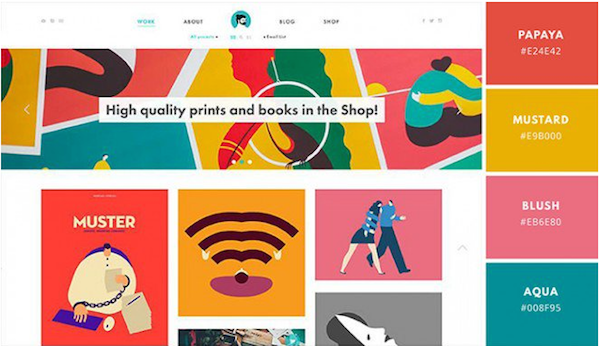 WORK ABOUT BLOG SHOP
High quality prints and books in the Shop!
MUSTER
PAPAYA
#E24E42
MUSTARD
#E9B000
BLUSH
#EB6E80
AQUA
#008F95